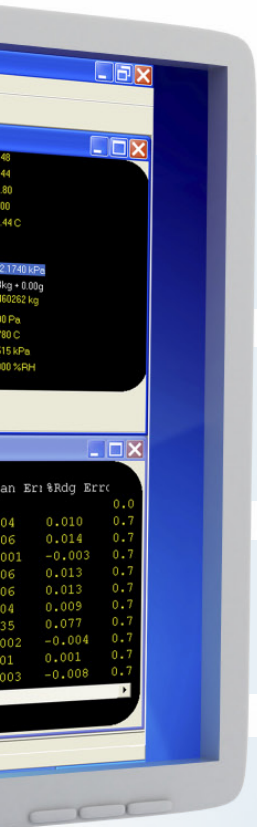 48
44
.80
00
.44 C
2.1740 kPa
kg + 0.00g
460262 kg
00 Pa
780 C
515 kPa
000 %RH
an Err %Rdg Erro
0.0
04 0.010 0.7
06 0.014 0.7
001 -0.003 0.7
06 0.013 0.7
06 0.013 0.7
04 0.009 0.7
35 0.077 0.7
002 -0.004 0.7
01 0.001 0.7
003 -0.008 0.7